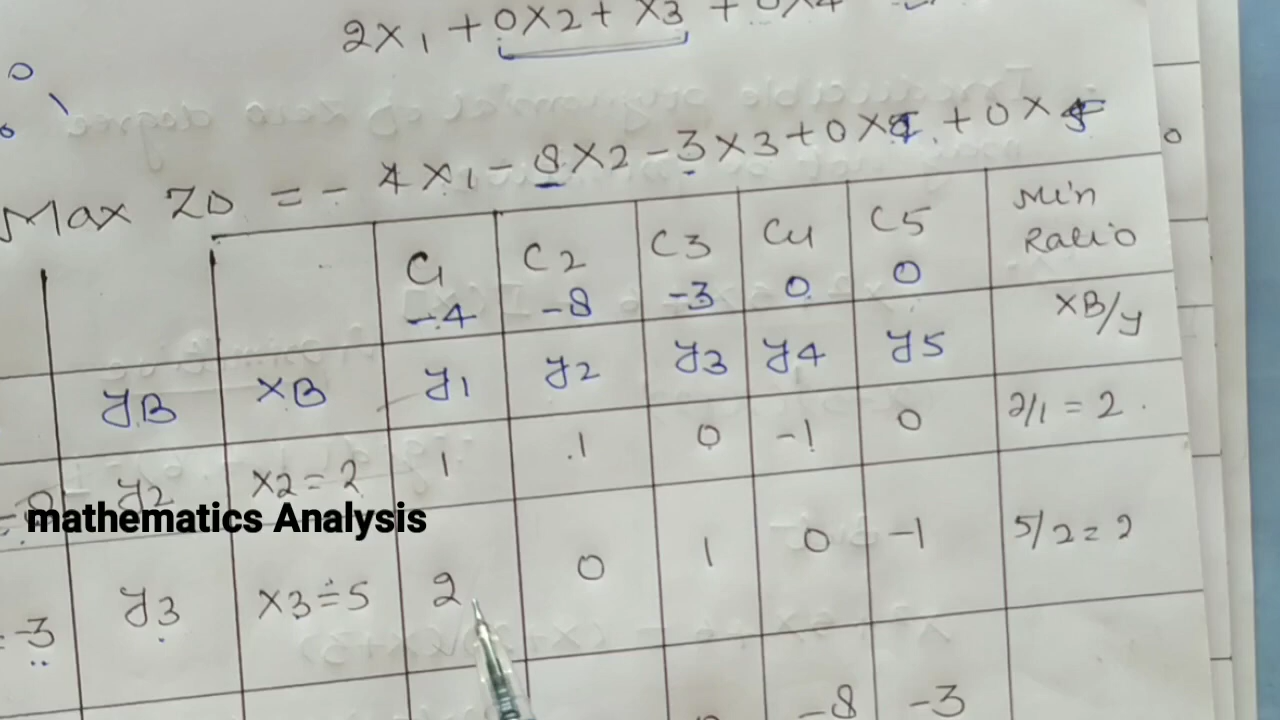 2x1 + 0x2 + x3 + 0x4
Max ZD = - 4x1 - 8x2 - 3x3 + 0x4 + 0x5
C1 C2 C3 C4 C5 Min Ratio
-4 -8 -3 0 0 XB/y
yB XB y1 y2 y3 y4 y5
y2 x2=2 1 1 0 -1 0 2/1 = 2
mathematics Analysis
-3 y3 x3=5 2 0 1 0 -1 5/2=2
-8 -3